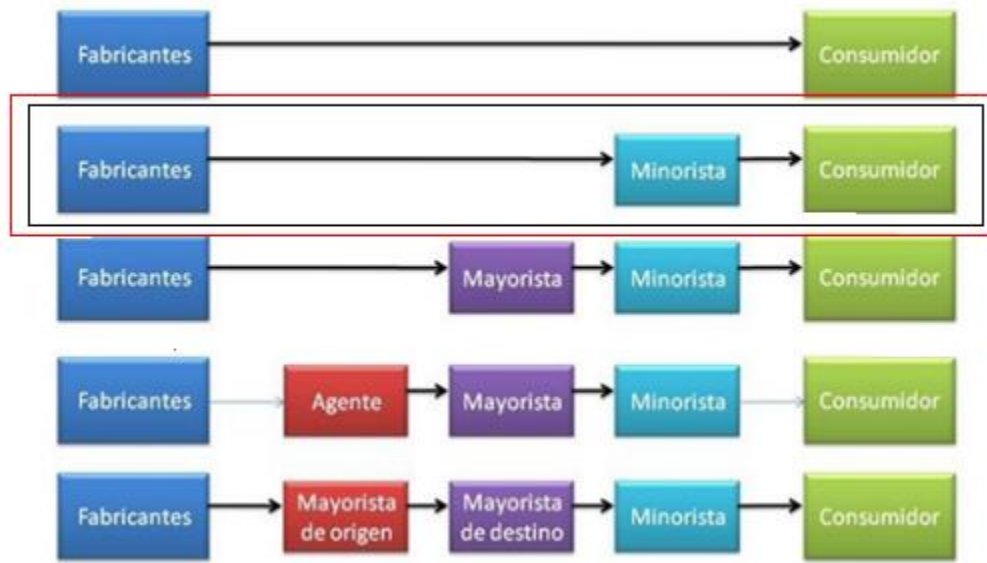 Fabricantes Consumidor
Fabricantes Minorista Consumidor
Fabricantes Mayorista Minorista Consumidor
Fabricantes Agente Mayorista Minorista Consumidor
Fabricantes Mayorista de origen Mayorista de destino Minorista Consumidor